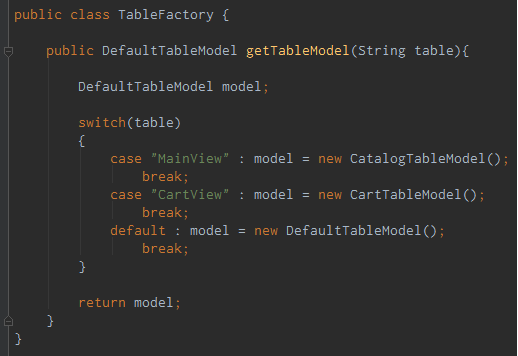 public class TableFactory {
public DefaultTableModel getTableModel(String table){
DefaultTableModel model;
switch(table)
{
case "MainView" : model = new CatalogTableModel();
break;
case "CartView" : model = new CartTableModel();
break;
default : model = new DefaultTableModel();
break;
}
return model;
}
}